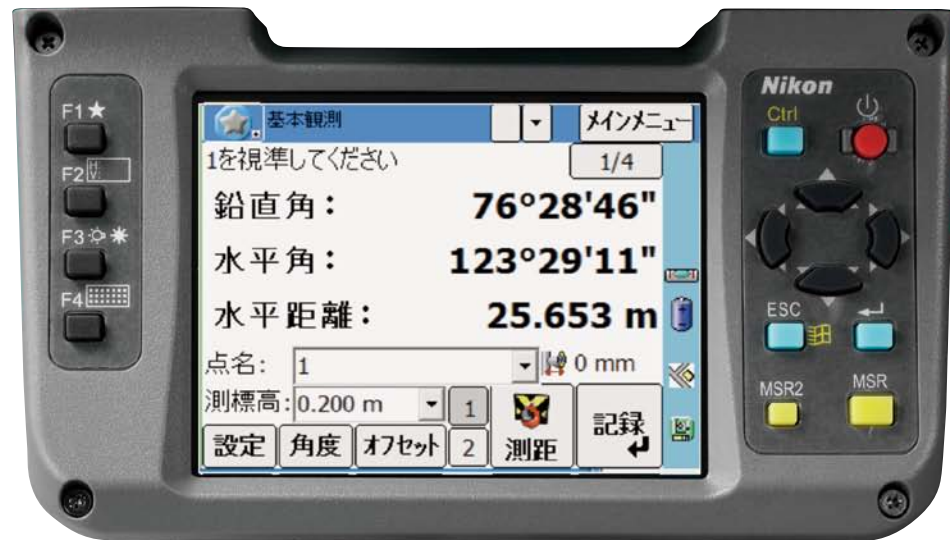 Nikon
F1
Ctrl
F2 H: V:
F3
F4
ESC
MSR2
MSR
基本観測
メインメニュー
1を視準してください
1/4
鉛直角: 76°28'46"
水平角: 123°29'11"
水平距離: 25.653 m
点名: 1
0 mm
測標高: 0.200 m
1
測距
記録
設定
角度
オフセット
2